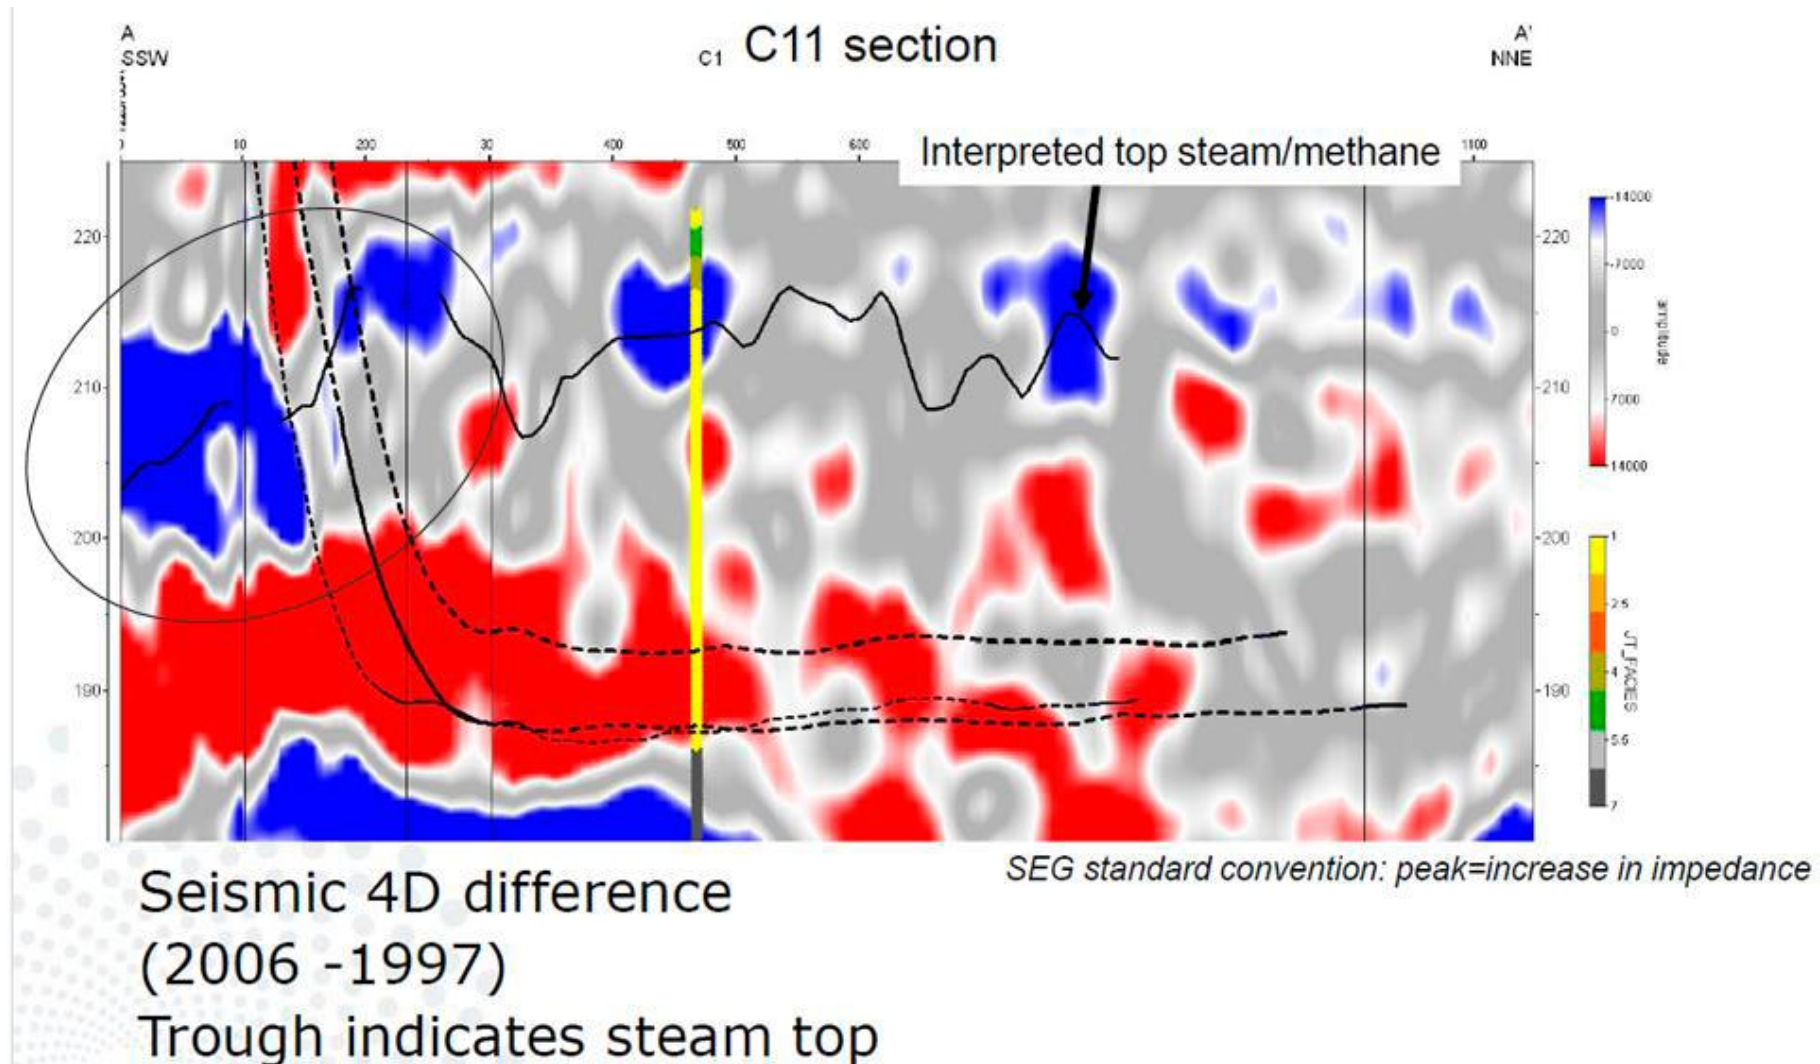 A
SSW
C1
C11 section
A'
NNE
0 10 200 30 400 500 600 1100
Interpreted top steam/methane
220
210
200
190
220
210
200
190
-14000
-7000
0
7000
14000
amplitude
1
2.5
4
5.5
7
JT_FACIES
SEG standard convention: peak=increase in impedance
Seismic 4D difference
(2006 -1997)
Trough indicates steam top